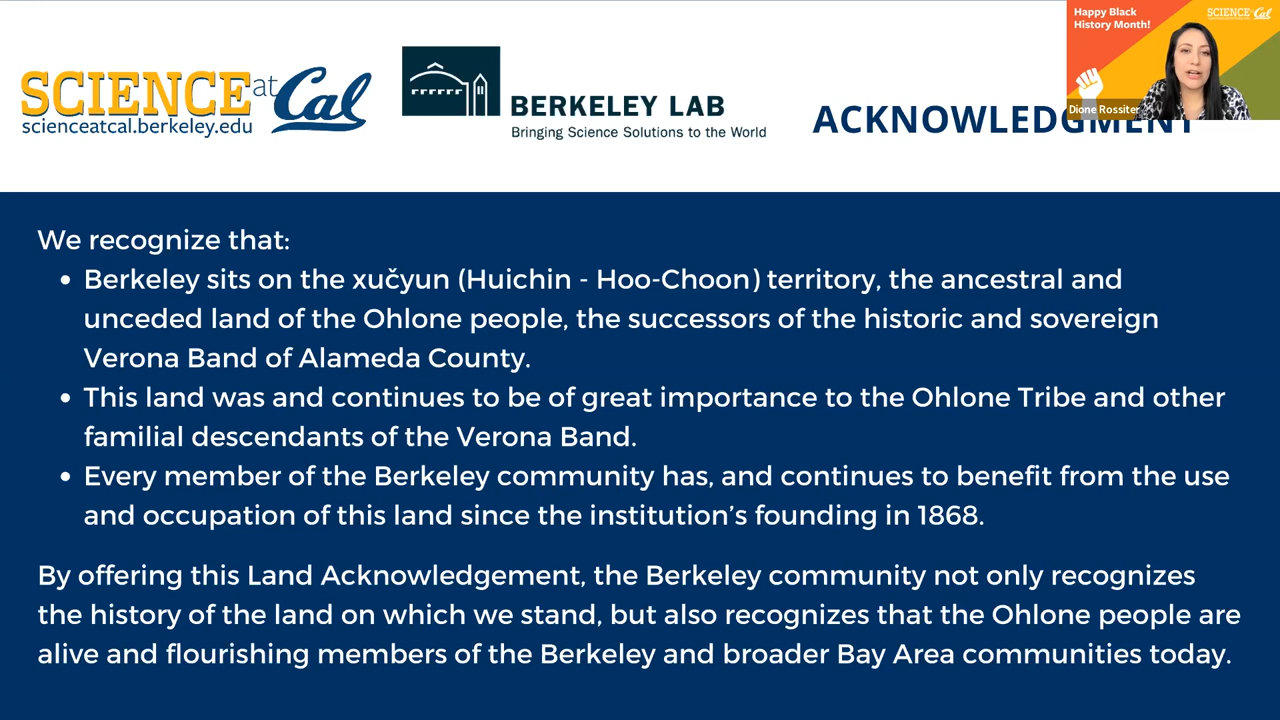 SCIENCE at Cal
scienceatcal.berkeley.edu
BERKELEY LAB
Bringing Science Solutions to the World
ACKNOWLEDGMENT
Happy Black
History Month!
SCIENCE at Cal
Dione Rossiter
We recognize that:
• Berkeley sits on the xučyun (Huichin - Hoo-Choon) territory, the ancestral and
unceded land of the Ohlone people, the successors of the historic and sovereign
Verona Band of Alameda County.
• This land was and continues to be of great importance to the Ohlone Tribe and other
familial descendants of the Verona Band.
• Every member of the Berkeley community has, and continues to benefit from the use
and occupation of this land since the institution’s founding in 1868.
By offering this Land Acknowledgement, the Berkeley community not only recognizes
the history of the land on which we stand, but also recognizes that the Ohlone people are
alive and flourishing members of the Berkeley and broader Bay Area communities today.